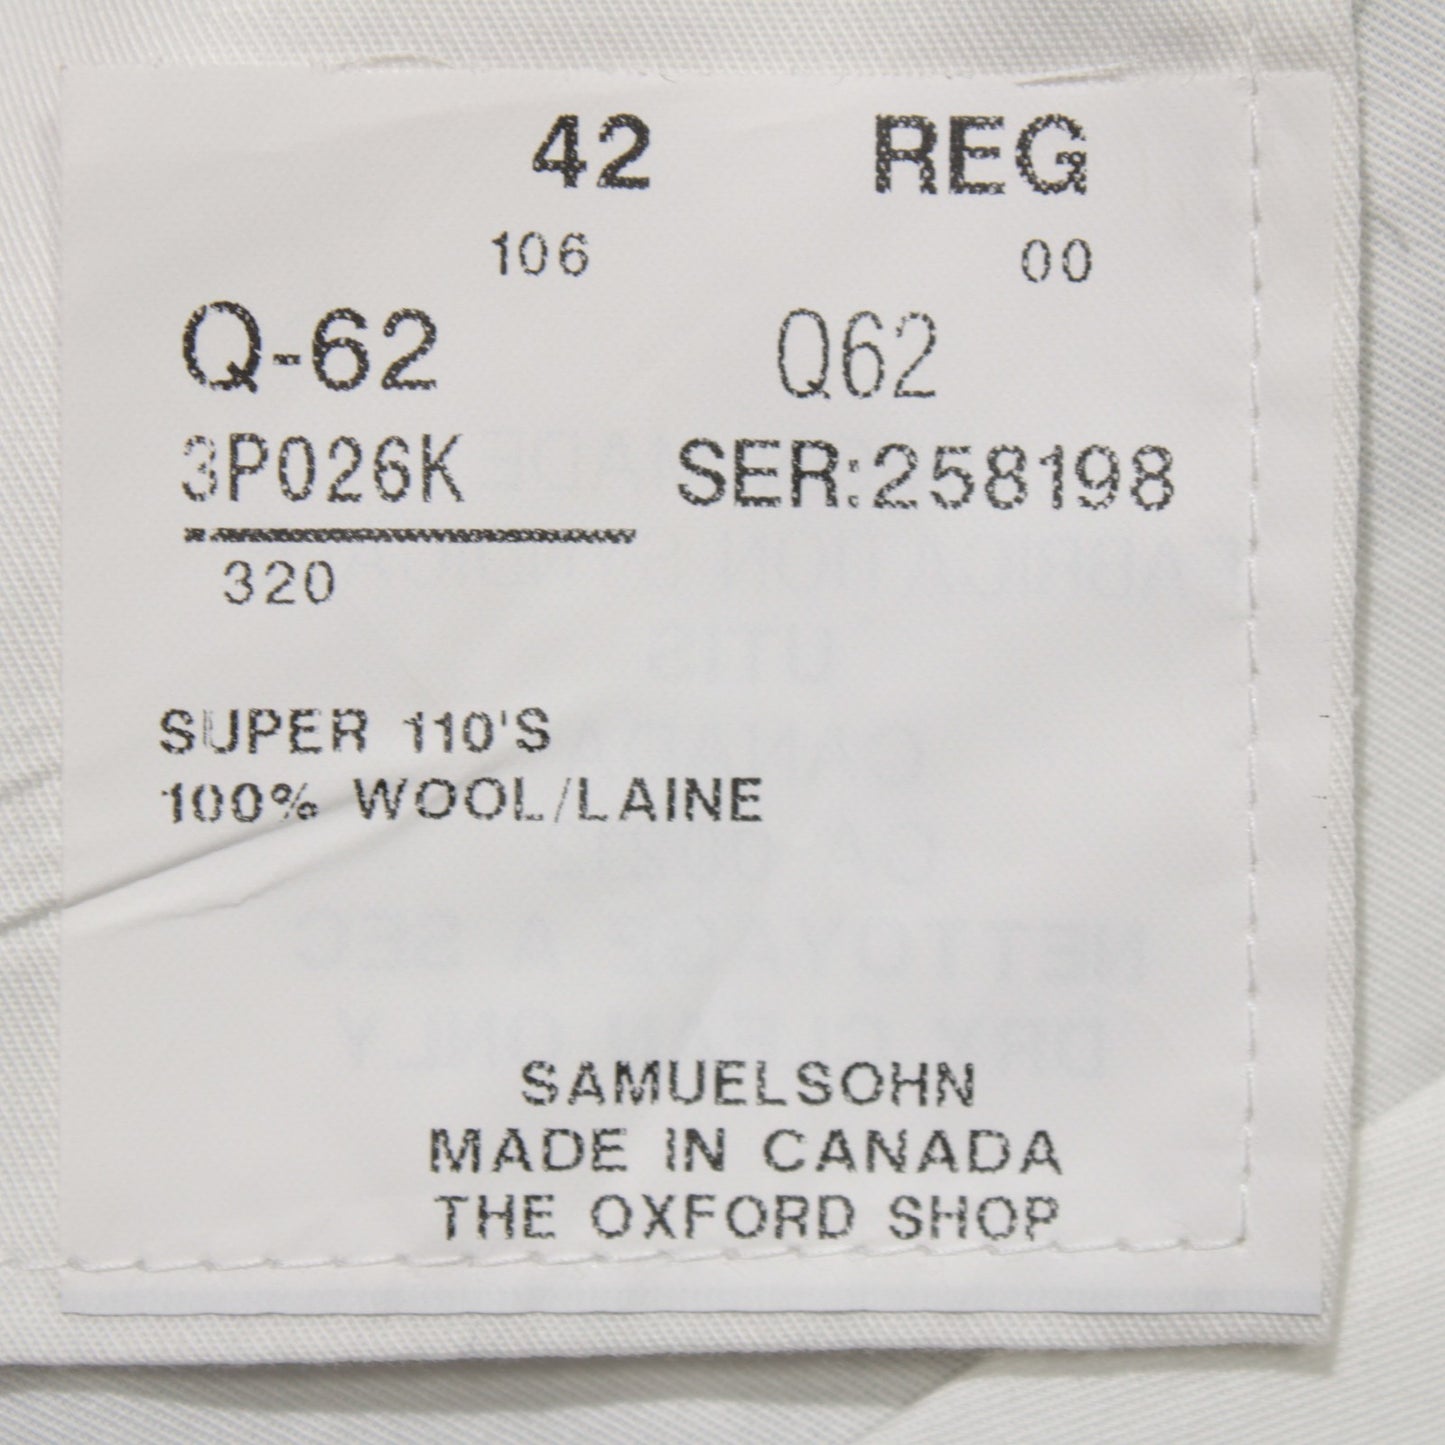 42 REG
106 00
Q-62 Q62
3P026K SER:258198
320
SUPER 110'S
100% WOOL/LAINE
SAMUELSOHN
MADE IN CANADA
THE OXFORD SHOP